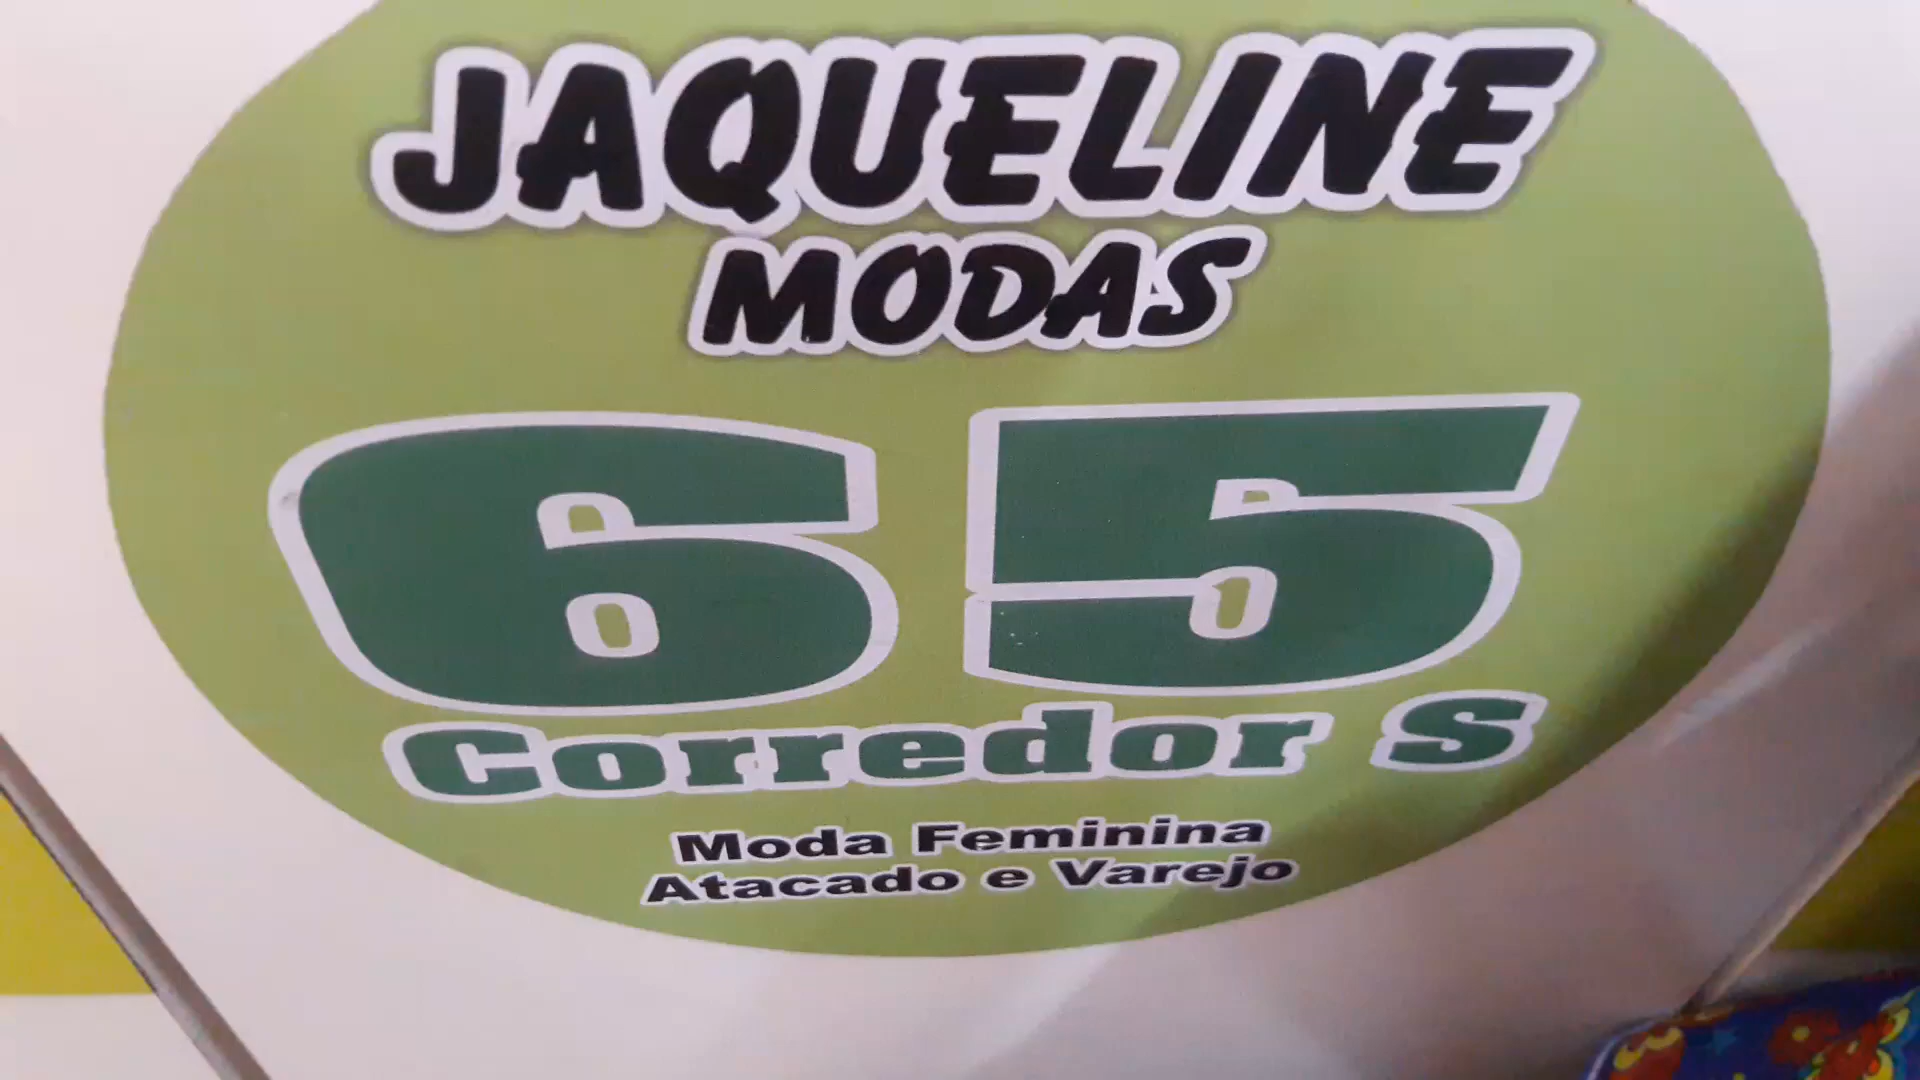 JAQUELINE
MODAS
65
Corredor S
Moda Feminina
Atacado e Varejo